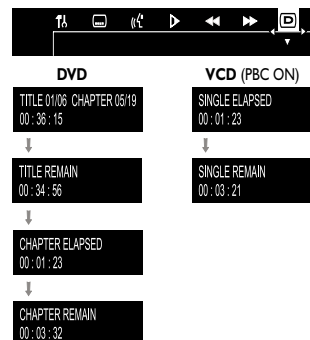 D
DVD
TITLE 01/06 CHAPTER 05/19
00 : 36 : 15
TITLE REMAIN
00 : 34 : 56
CHAPTER ELAPSED
00 : 01 : 23
CHAPTER REMAIN
00 : 03 : 32
VCD (PBC ON)
SINGLE ELAPSED
00 : 01 : 23
SINGLE REMAIN
00 : 03 : 21